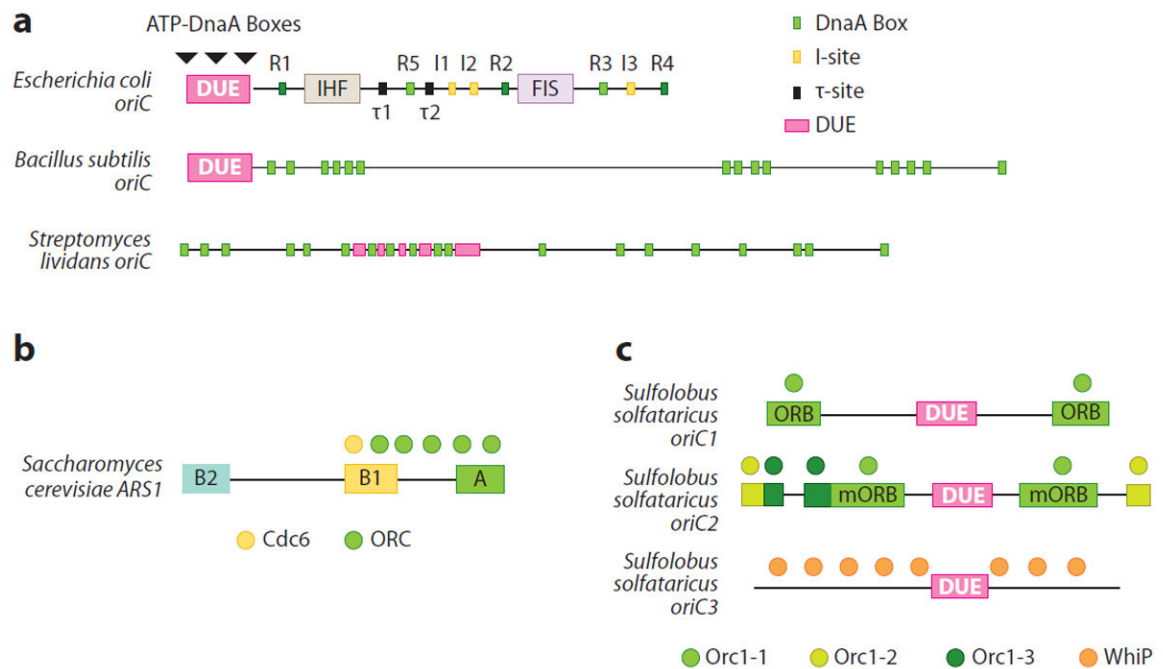 a
ATP-DnaA Boxes
Escherichia coli
oriC
DUE
R1
IHF
τ1
R5
τ2
I1
I2
R2
FIS
R3
I3
R4
DnaA Box
I-site
τ-site
DUE
Bacillus subtilis
oriC
DUE
Streptomyces
lividans oriC
b
Saccharomyces
cerevisiae ARS1
B2
B1
A
Cdc6
ORC
c
Sulfolobus
solfataricus
oriC1
ORB
DUE
ORB
Sulfolobus
solfataricus
oriC2
mORB
DUE
mORB
Sulfolobus
solfataricus
oriC3
DUE
Orc1-1
Orc1-2
Orc1-3
WhiP